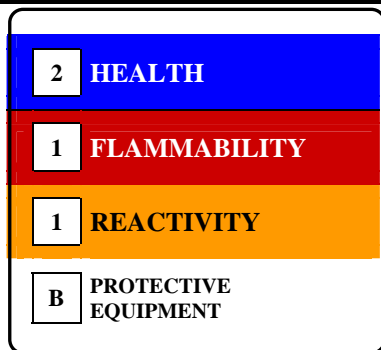 2 HEALTH
1 FLAMMABILITY
1 REACTIVITY
B PROTECTIVE
EQUIPMENT